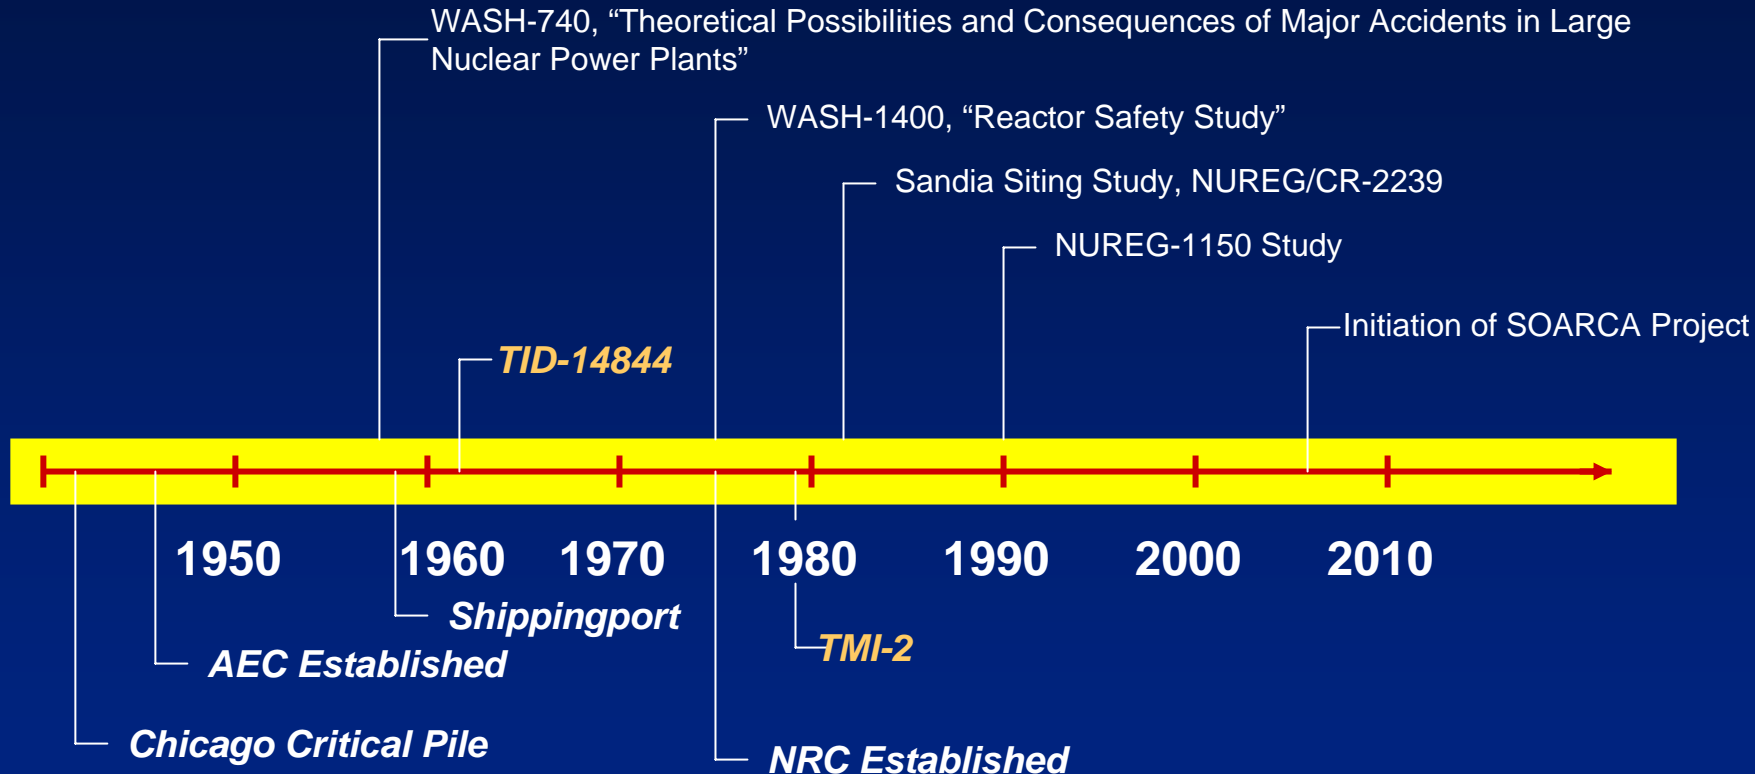 WASH-740, “Theoretical Possibilities and Consequences of Major Accidents in Large
Nuclear Power Plants”
WASH-1400, “Reactor Safety Study”
Sandia Siting Study, NUREG/CR-2239
NUREG-1150 Study
Initiation of SOARCA Project
TID-14844
1950 1960 1970 1980 1990 2000 2010
Shippingport
TMI-2
AEC Established
Chicago Critical Pile
NRC Established